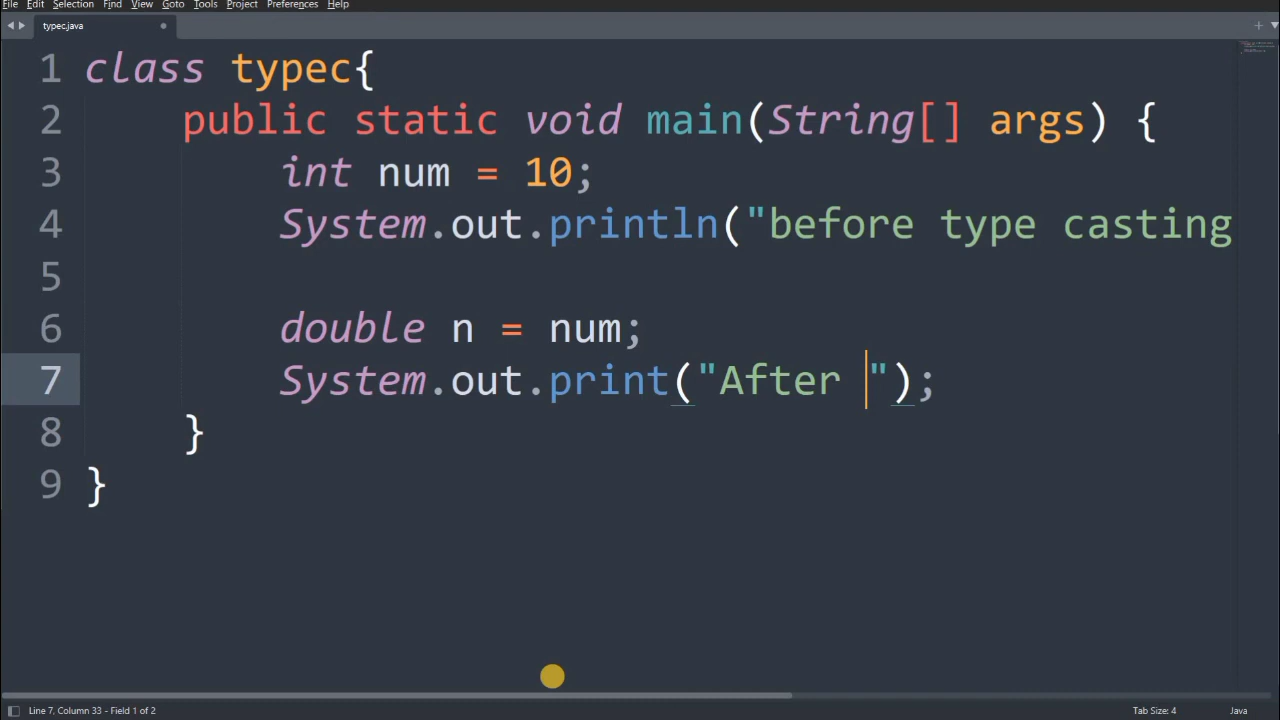 File Edit Selection Find View Goto Tools Project Preferences Help
typec.java
1 class typec{
2 public static void main(String[] args) {
3 int num = 10;
4 System.out.println("before type casting
5
6 double n = num;
7 System.out.print("After ");
8 }
9 }
Line 7, Column 33 - Field 1 of 2 Tab Size: 4 Java